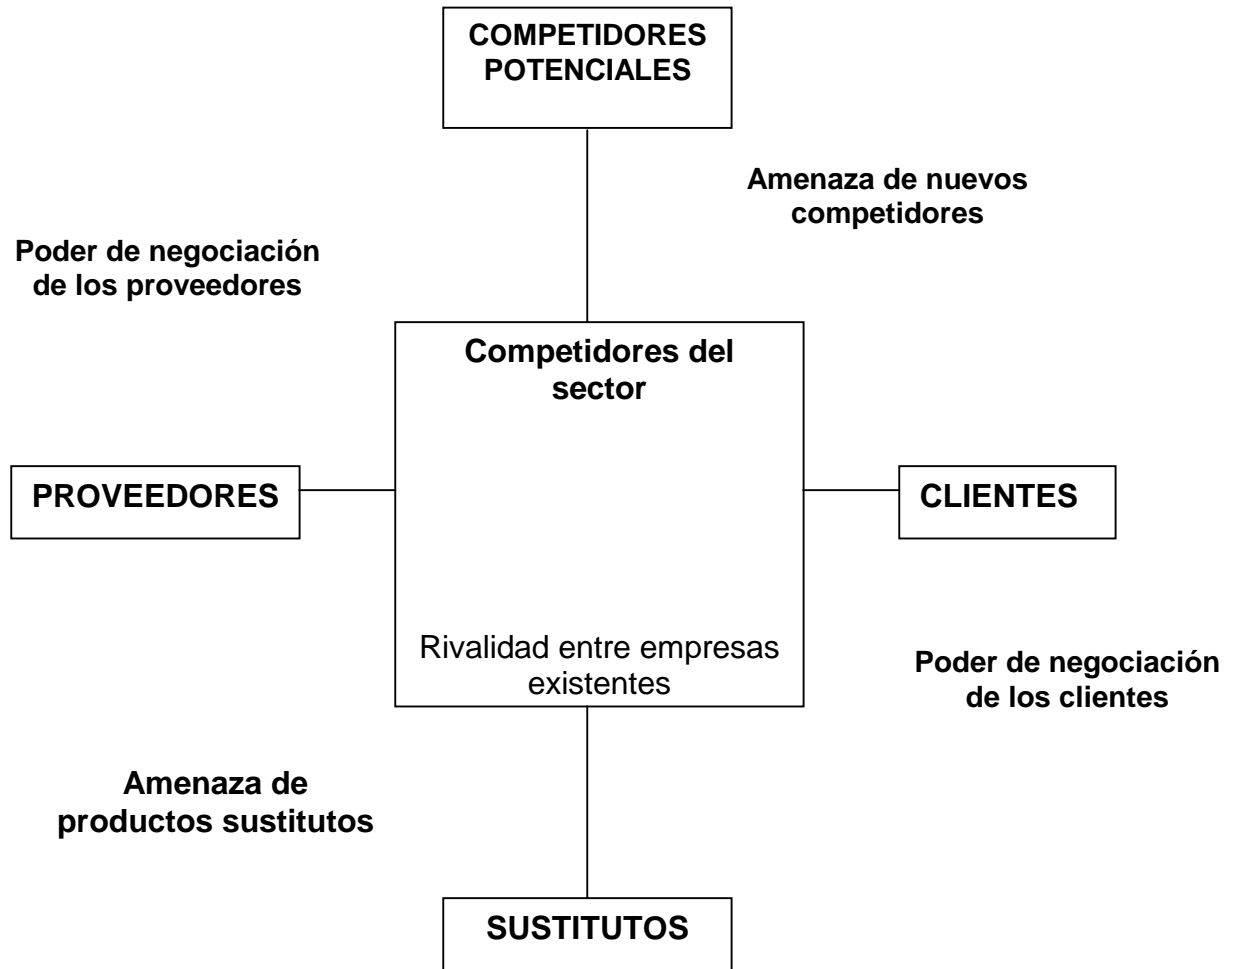 COMPETIDORES
POTENCIALES
Amenaza de nuevos
competidores
Poder de negociación
de los proveedores
Competidores del
sector
PROVEEDORES
CLIENTES
Rivalidad entre empresas
existentes
Poder de negociación
de los clientes
Amenaza de
productos sustitutos
SUSTITUTOS